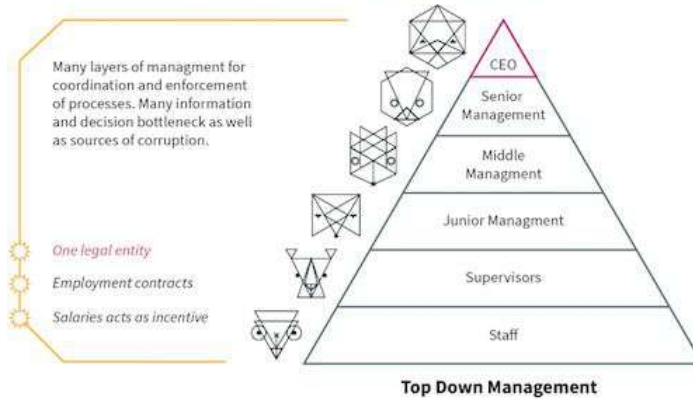 Many layers of managment for
coordination and enforcement
of processes. Many information
and decision bottleneck as well
as sources of corruption.
One legal entity
Employment contracts
Salaries acts as incentive
CEO
Senior
Management
Middle
Managment
Junior Managment
Supervisors
Staff
Top Down Management